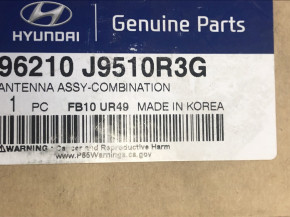 HYUNDAI
Genuine Parts
96210 J9510R3G
ANTENNA ASSY-COMBINATION
1 PC FB10 UR49 MADE IN KOREA
WARNING: Cancer and Reproductive Harm
www.P65Warnings.ca.gov